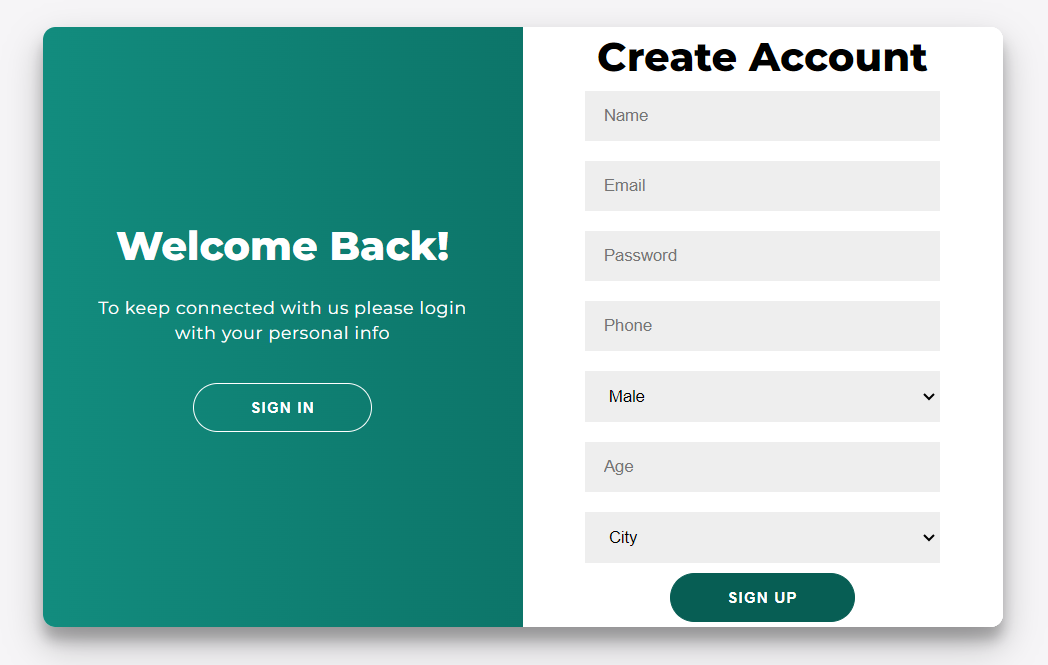 Welcome Back!
To keep connected with us please login
with your personal info
SIGN IN
Create Account
Name
Email
Password
Phone
Male
Age
City
SIGN UP